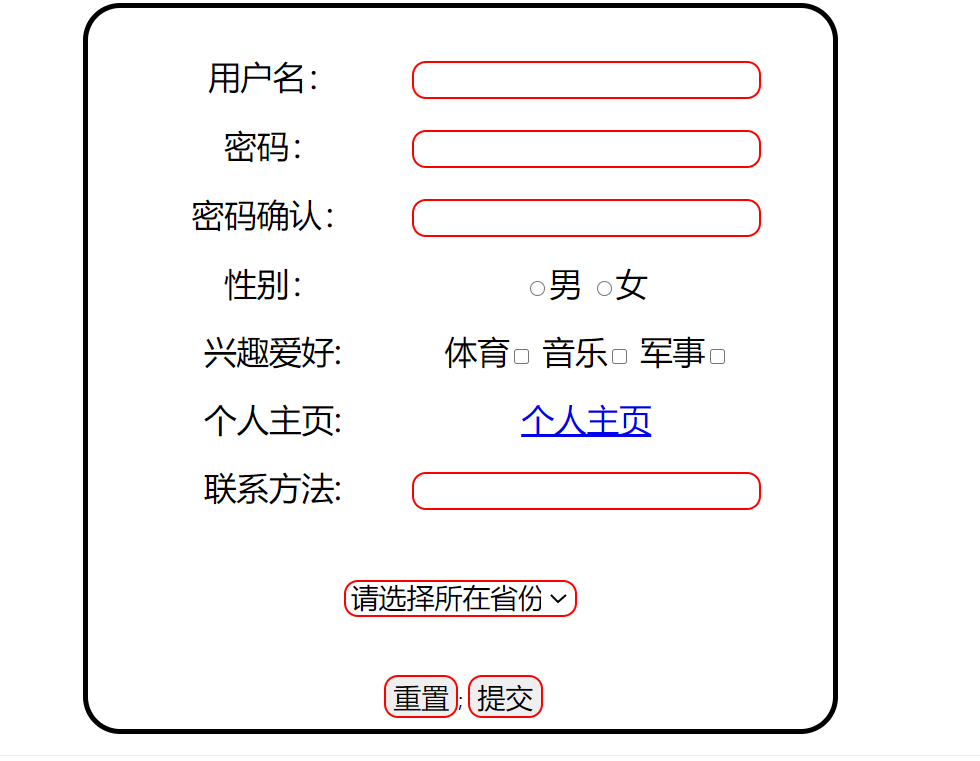 用户名：
密码：
密码确认：
性别： 男 女
兴趣爱好: 体育 音乐 军事
个人主页: 个人主页
联系方法:
请选择所在省份
重置 ; 提交